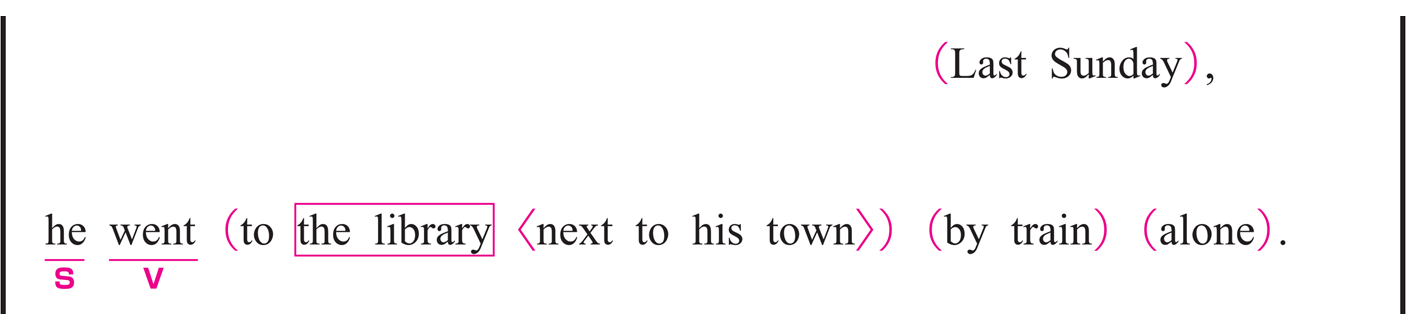 (Last Sunday),
he went (to the library 〈next to his town〉) (by train) (alone).
S V